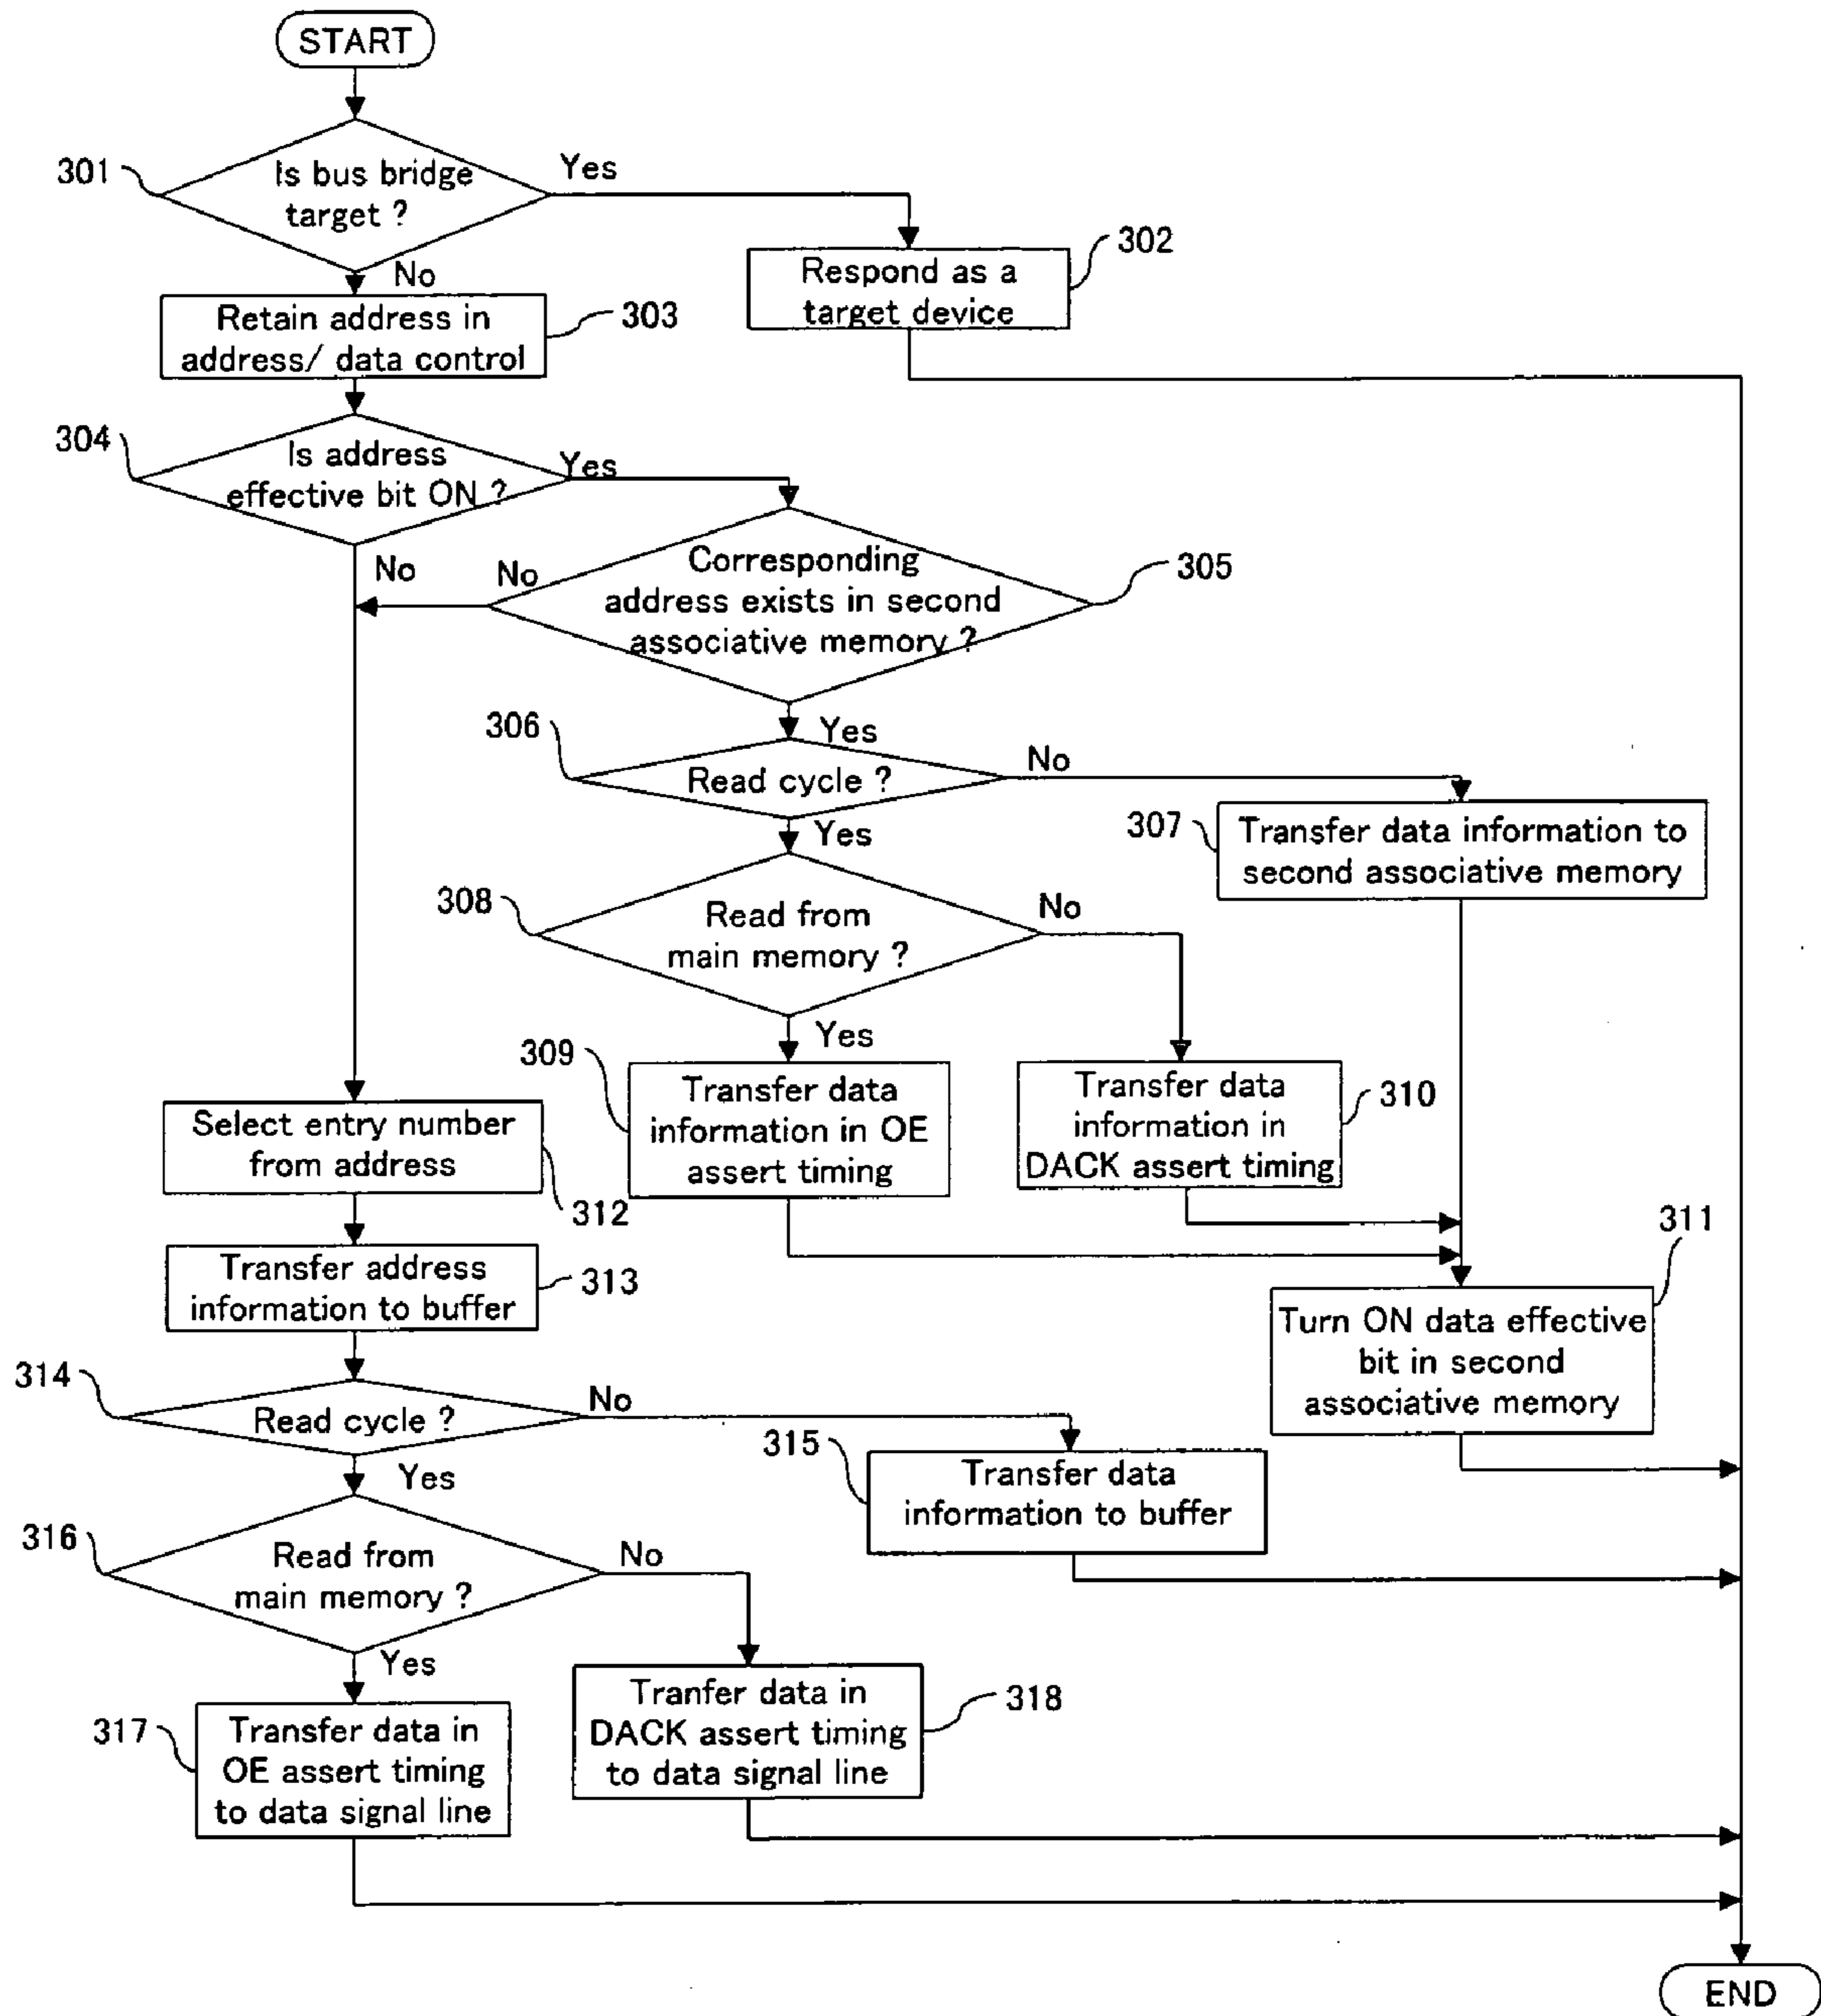 START
301
Is bus bridge
target ?
Yes
No
302
Respond as a
target device
Retain address in
address/ data control
303
304
Is address
effective bit ON ?
Yes
No
No
Corresponding
address exists in second
associative memory ?
305
Yes
306
Read cycle ?
No
Yes
307
Transfer data information to
second associative memory
308
Read from
main memory ?
No
Yes
309
Transfer data
information in OE
assert timing
Transfer data
information in
DACK assert timing
310
Select entry number
from address
312
Transfer address
information to buffer
313
311
Turn ON data effective
bit in second
associative memory
314
Read cycle ?
No
Yes
315
Transfer data
information to buffer
316
Read from
main memory ?
No
Yes
317
Transfer data in
OE assert timing
to data signal line
Tranfer data in
DACK assert timing
to data signal line
318
END